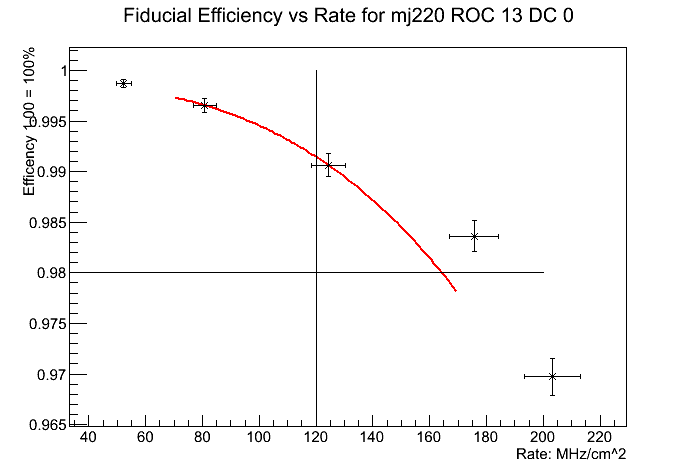 Fiducial Efficiency vs Rate for mj220 ROC 13 DC 0
Efficency 1.00 = 100%
1
0.995
0.99
0.985
0.98
0.975
0.97
0.965
40 60 80 100 120 140 160 180 200 220
Rate: MHz/cm^2